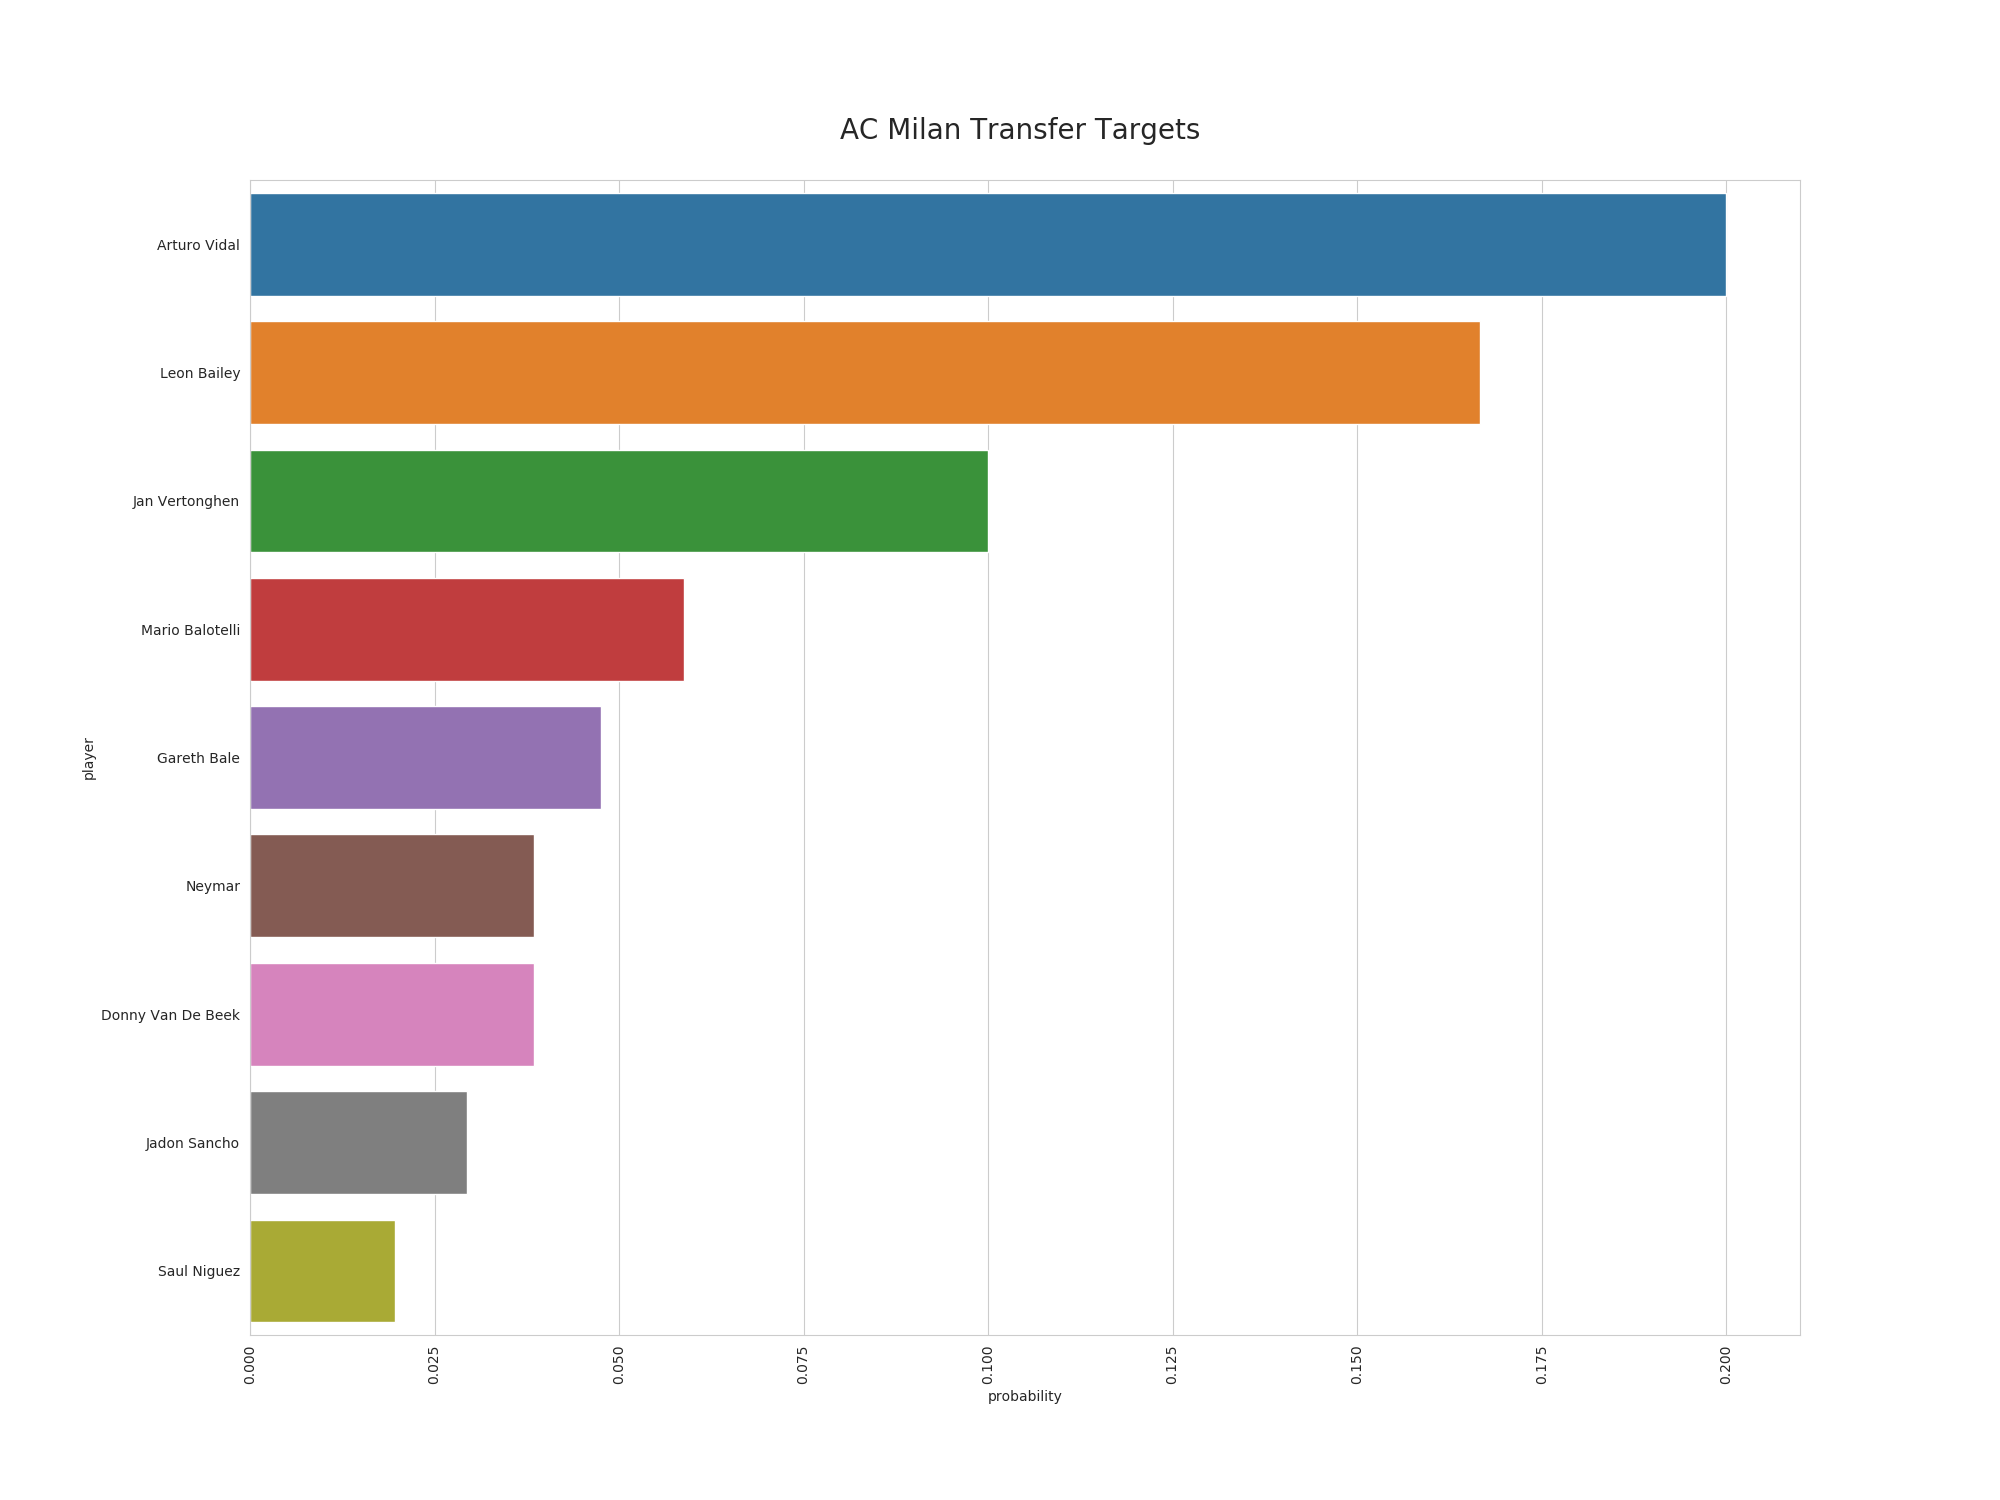 AC Milan Transfer Targets
Arturo Vidal
Leon Bailey
Jan Vertonghen
Mario Balotelli
Gareth Bale
Neymar
Donny Van De Beek
Jadon Sancho
Saul Niguez
player
0.000
0.025
0.050
0.075
0.100
0.125
0.150
0.175
0.200
probability